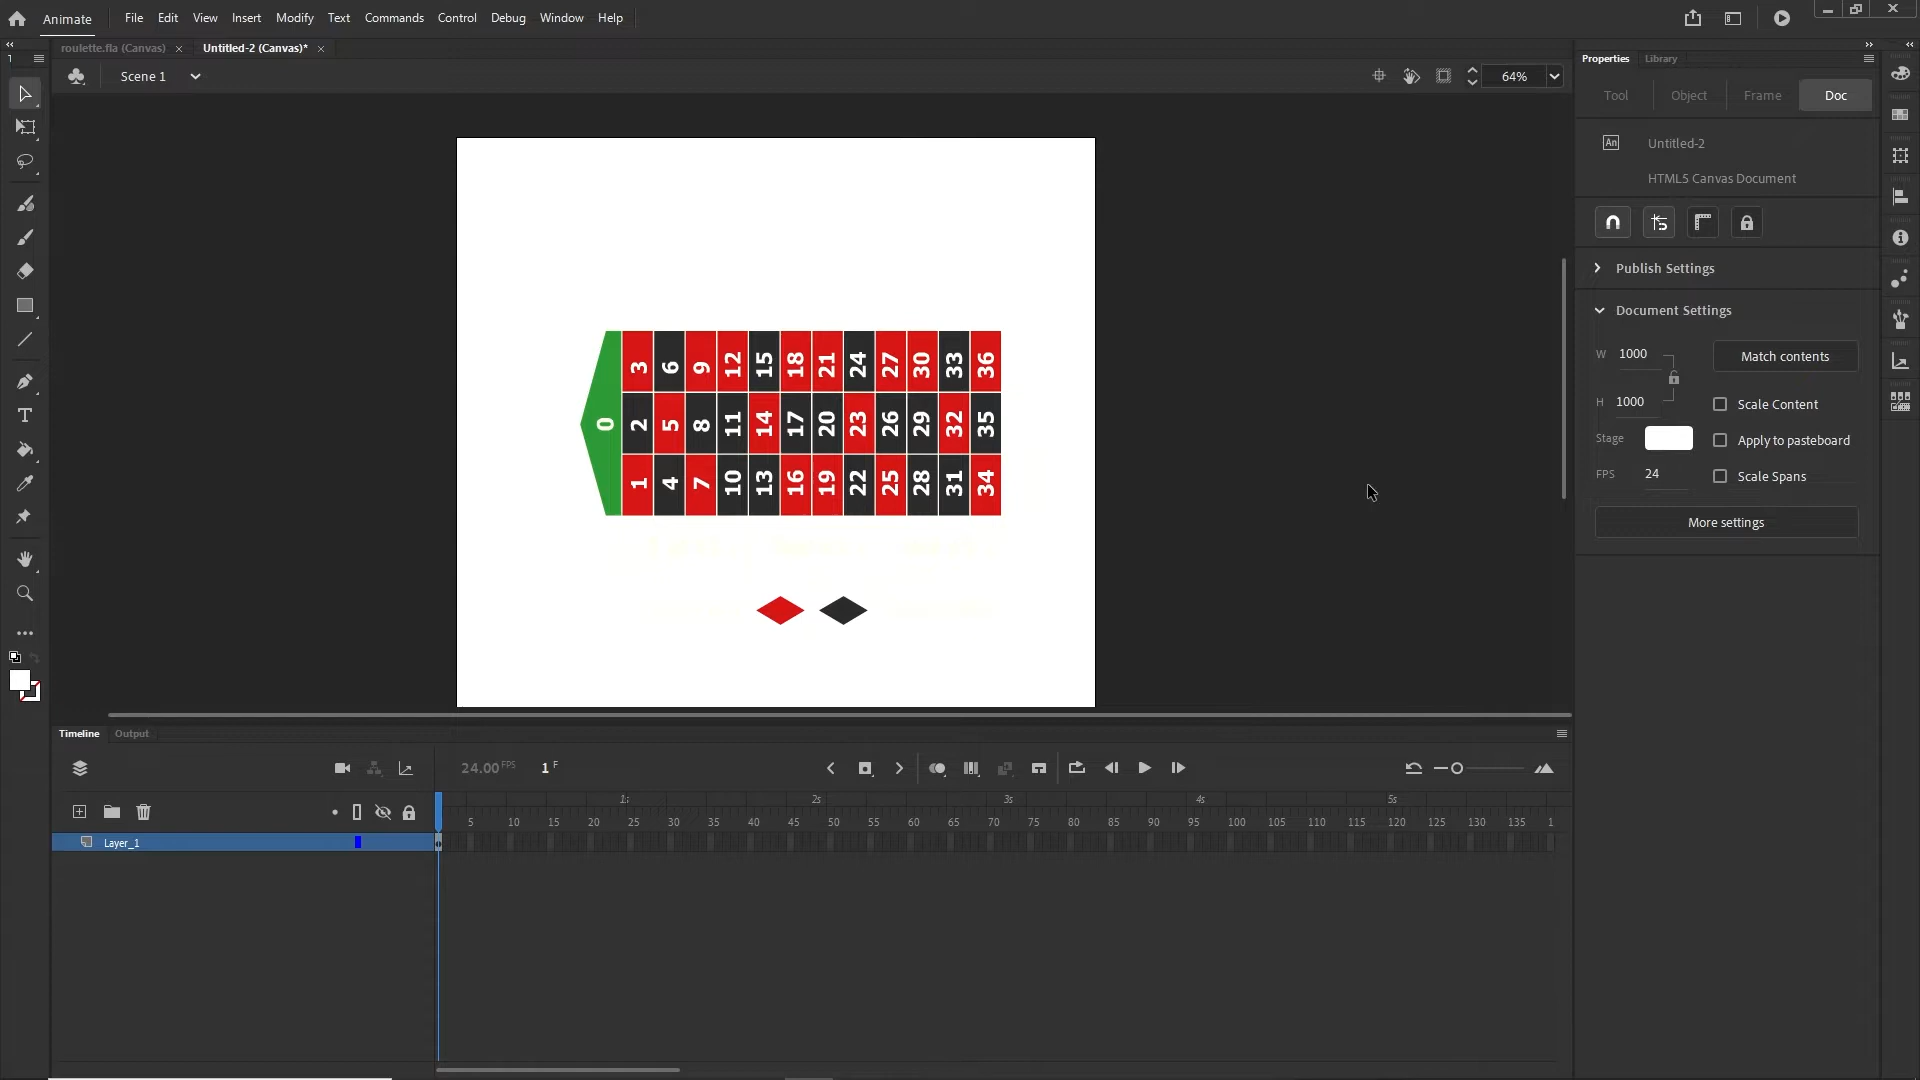 Animate File Edit View Insert Modify Text Commands Control Debug Window Help
roulette.fla (Canvas) × Untitled-2 (Canvas)* ×
Scene 1 64%
Properties Library
Tool Object Frame Doc
An Untitled-2
HTML5 Canvas Document
Publish Settings
Document Settings
W 1000 Match contents
H 1000 Scale Content
Stage Apply to pasteboard
FPS 24 Scale Spans
More settings
3 6 9 12 15 18 21 24 27 30 33 36
0 2 5 8 11 14 17 20 23 26 29 32 35
1 4 7 10 13 16 19 22 25 28 31 34
Timeline Output
24.00 FPS 1 F
1s 2s 3s 4s 5s
5 10 15 20 25 30 35 40 45 50 55 60 65 70 75 80 85 90 95 100 105 110 115 120 125 130 135 1
Layer_1